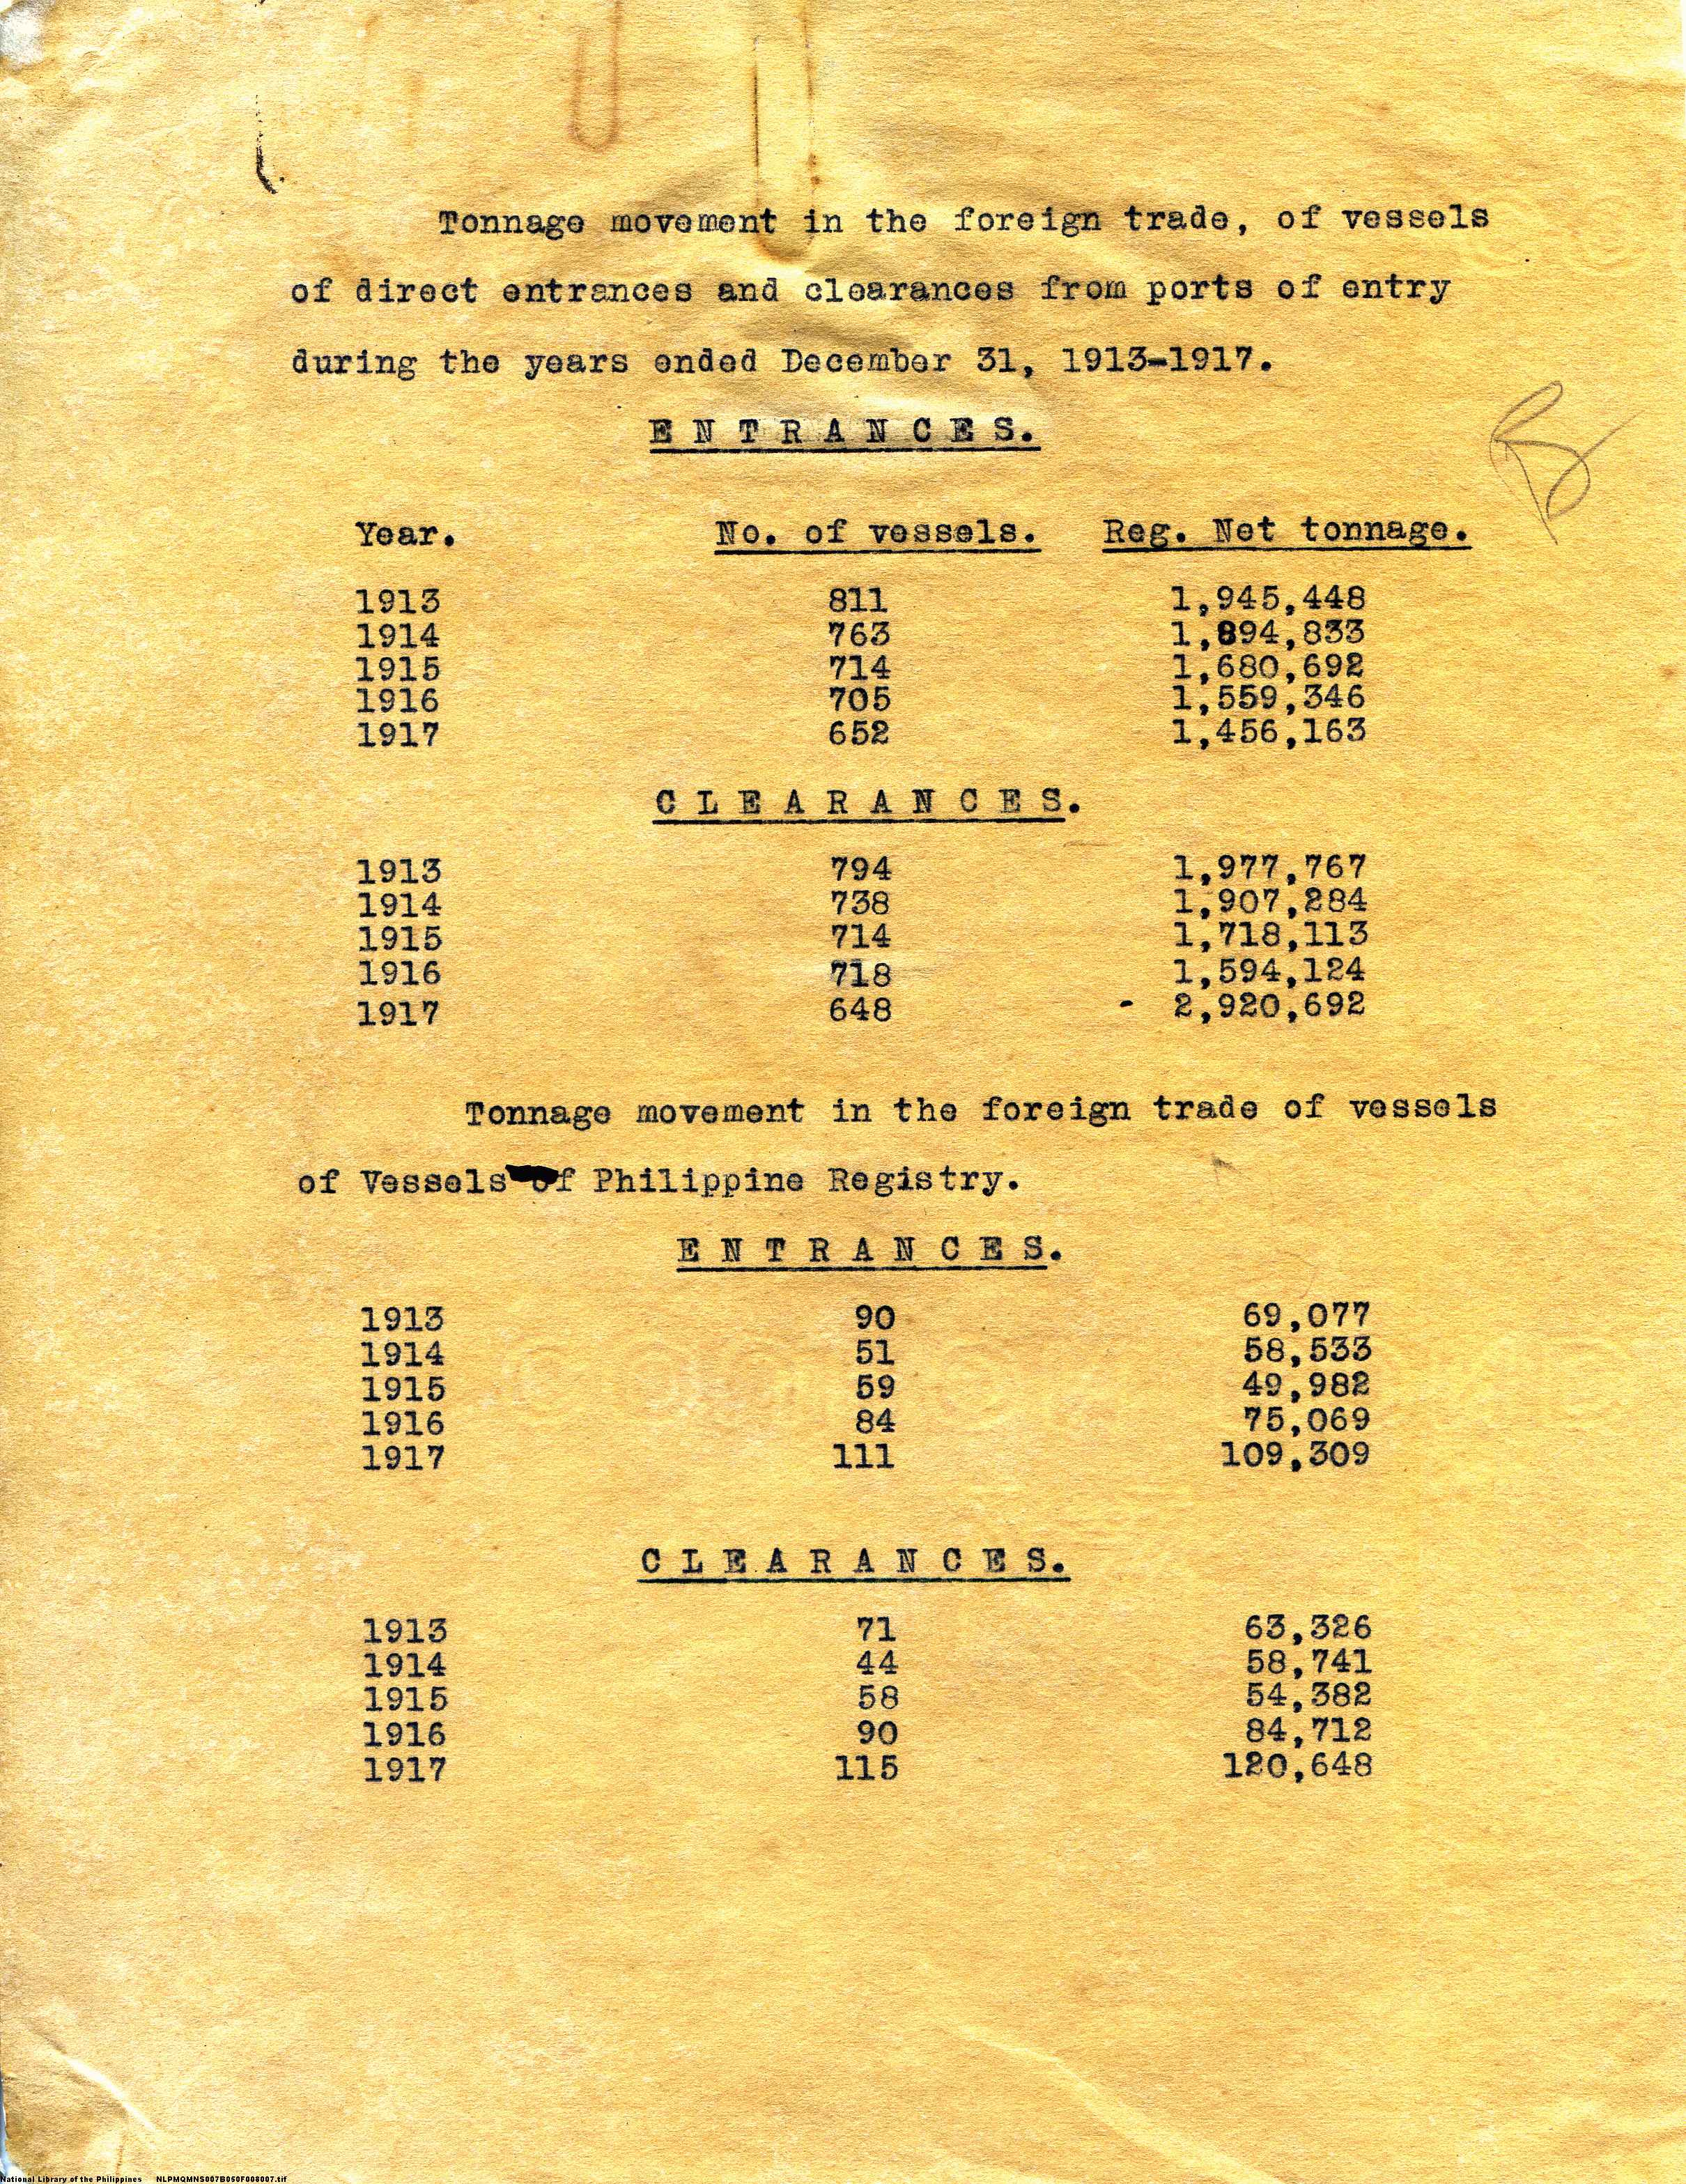 Tonnage movement in the foreign trade, of vessels
of direct entrances and clearances from ports of entry
during the years ended December 31, 1913-1917.
ENTRANCES.
Year. No. of vessels. Reg. Net tonnage.
1913 811 1,945,448
1914 763 1,894,833
1915 714 1,680,692
1916 705 1,559,346
1917 652 1,456,163
CLEARANCES.
1913 794 1,977,767
1914 738 1,907,284
1915 714 1,718,113
1916 718 1,594,124
1917 648 - 2,920,692
Tonnage movement in the foreign trade of vessels
of Vessels of Philippine Registry.
ENTRANCES.
1913 90 69,077
1914 51 58,533
1915 59 49,982
1916 84 75,069
1917 111 109,309
CLEARANCES.
1913 71 63,326
1914 44 58,741
1915 58 54,382
1916 90 84,712
1917 115 120,648
National Library of the Philippines NLPMQMNS007B060F008007.tif